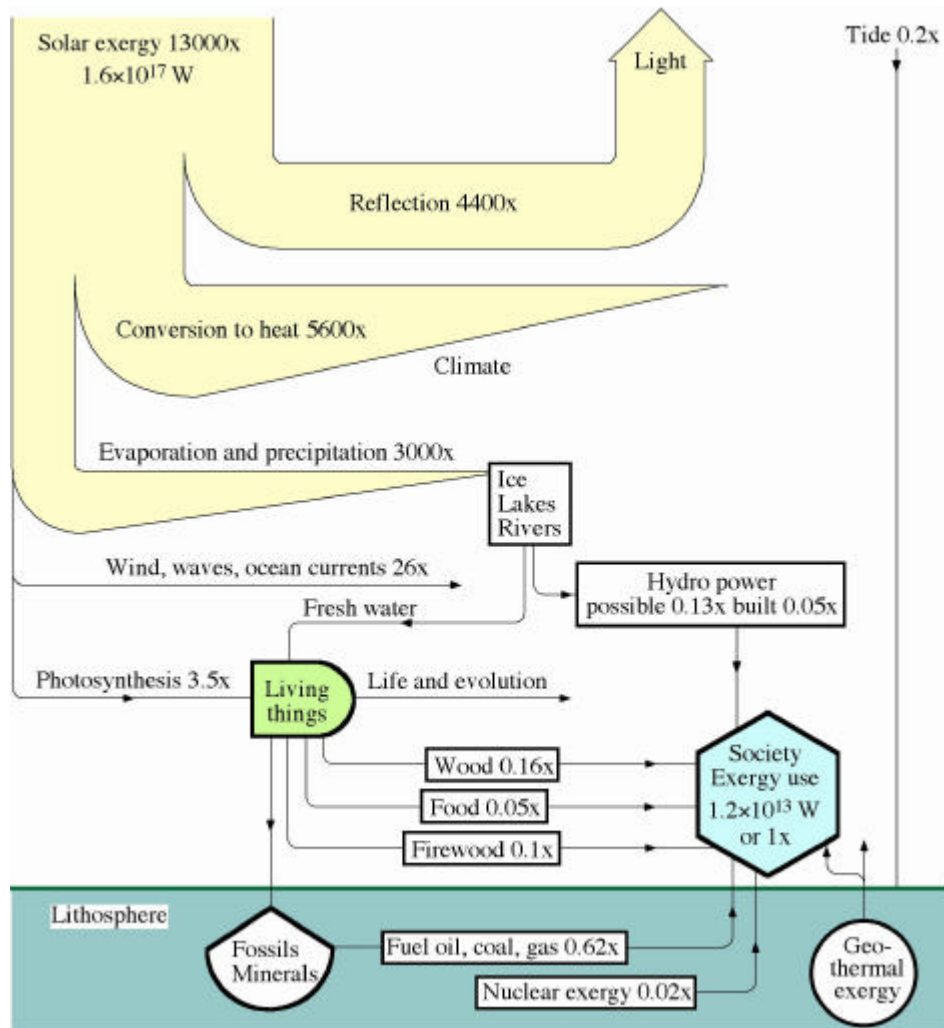 Solar exergy 13000x
1.6×10¹⁷ W
Light
Tide 0.2x
Reflection 4400x
Conversion to heat 5600x
Climate
Evaporation and precipitation 3000x
Ice
Lakes
Rivers
Wind, waves, ocean currents 26x
Hydro power
possible 0.13x built 0.05x
Fresh water
Photosynthesis 3.5x
Living
things
Life and evolution
Wood 0.16x
Food 0.05x
Firewood 0.1x
Society
Exergy use
1.2×10¹³ W
or 1x
Lithosphere
Fossils
Minerals
Fuel oil, coal, gas 0.62x
Nuclear exergy 0.02x
Geo-
thermal
exergy